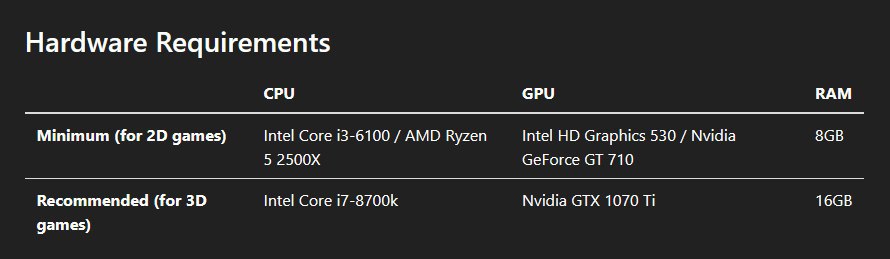 Hardware Requirements
CPU GPU RAM
Minimum (for 2D games) Intel Core i3-6100 / AMD Ryzen Intel HD Graphics 530 / Nvidia 8GB
5 2500X GeForce GT 710
Recommended (for 3D Intel Core i7-8700k Nvidia GTX 1070 Ti 16GB
games)